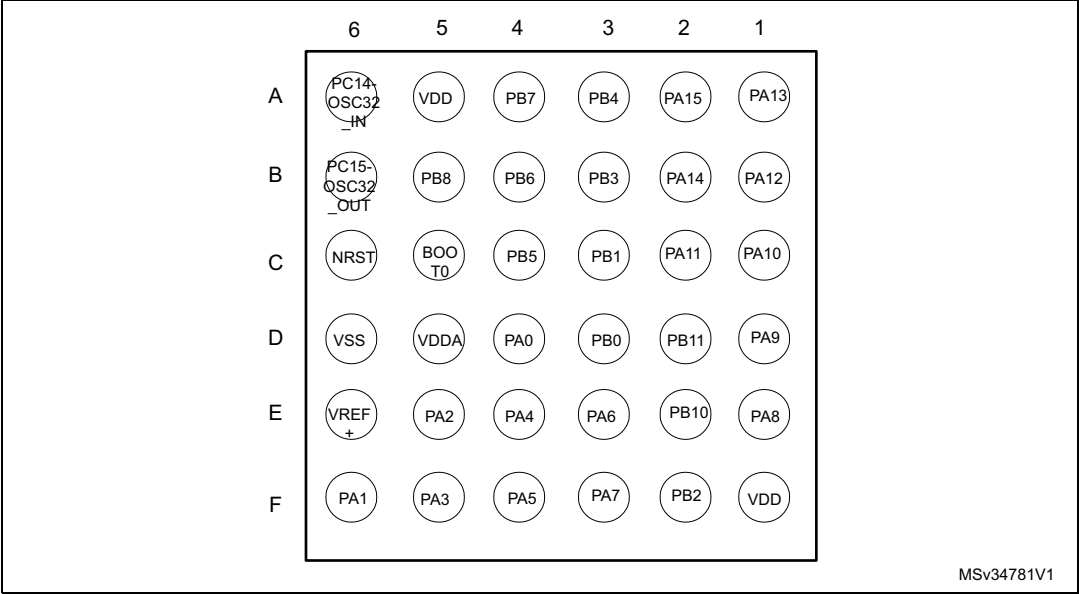 6 5 4 3 2 1
A PC14- OSC32 _IN VDD PB7 PB4 PA15 PA13
B PC15- OSC32 _OUT PB8 PB6 PB3 PA14 PA12
C NRST BOO T0 PB5 PB1 PA11 PA10
D VSS VDDA PA0 PB0 PB11 PA9
E VREF + PA2 PA4 PA6 PB10 PA8
F PA1 PA3 PA5 PA7 PB2 VDD
MSv34781V1